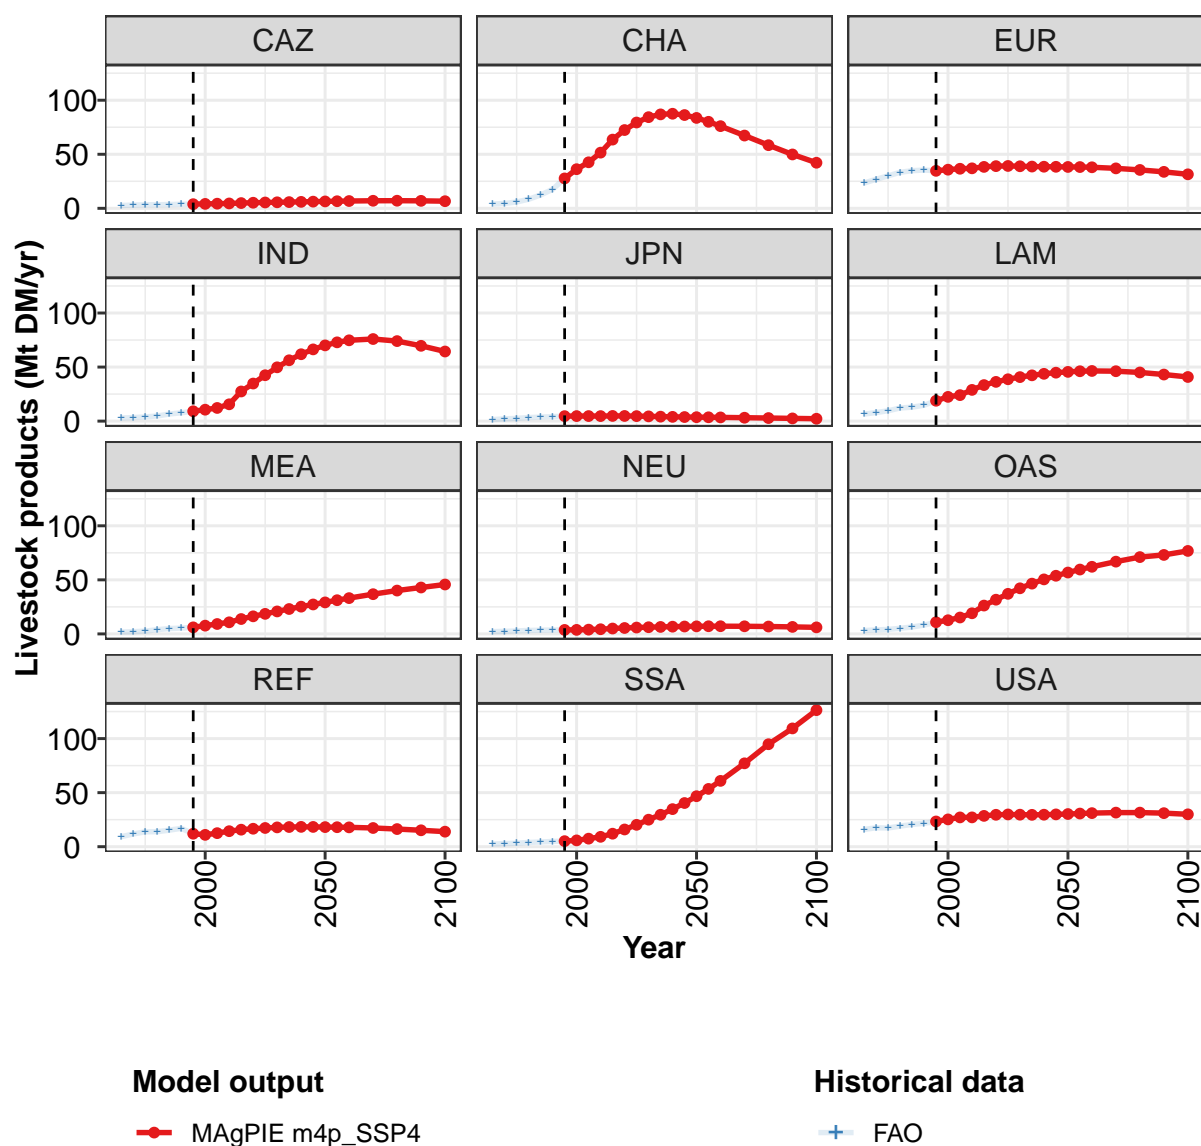 CAZ CHA EUR
100
50
0
IND JPN LAM
100
50
0
MEA NEU OAS
100
50
0
REF SSA USA
100
50
0
2000 2050 2100 2000 2050 2100 2000 2050 2100
Year
Livestock products (Mt DM/yr)
Model output Historical data
MAgPIE m4p_SSP4 FAO